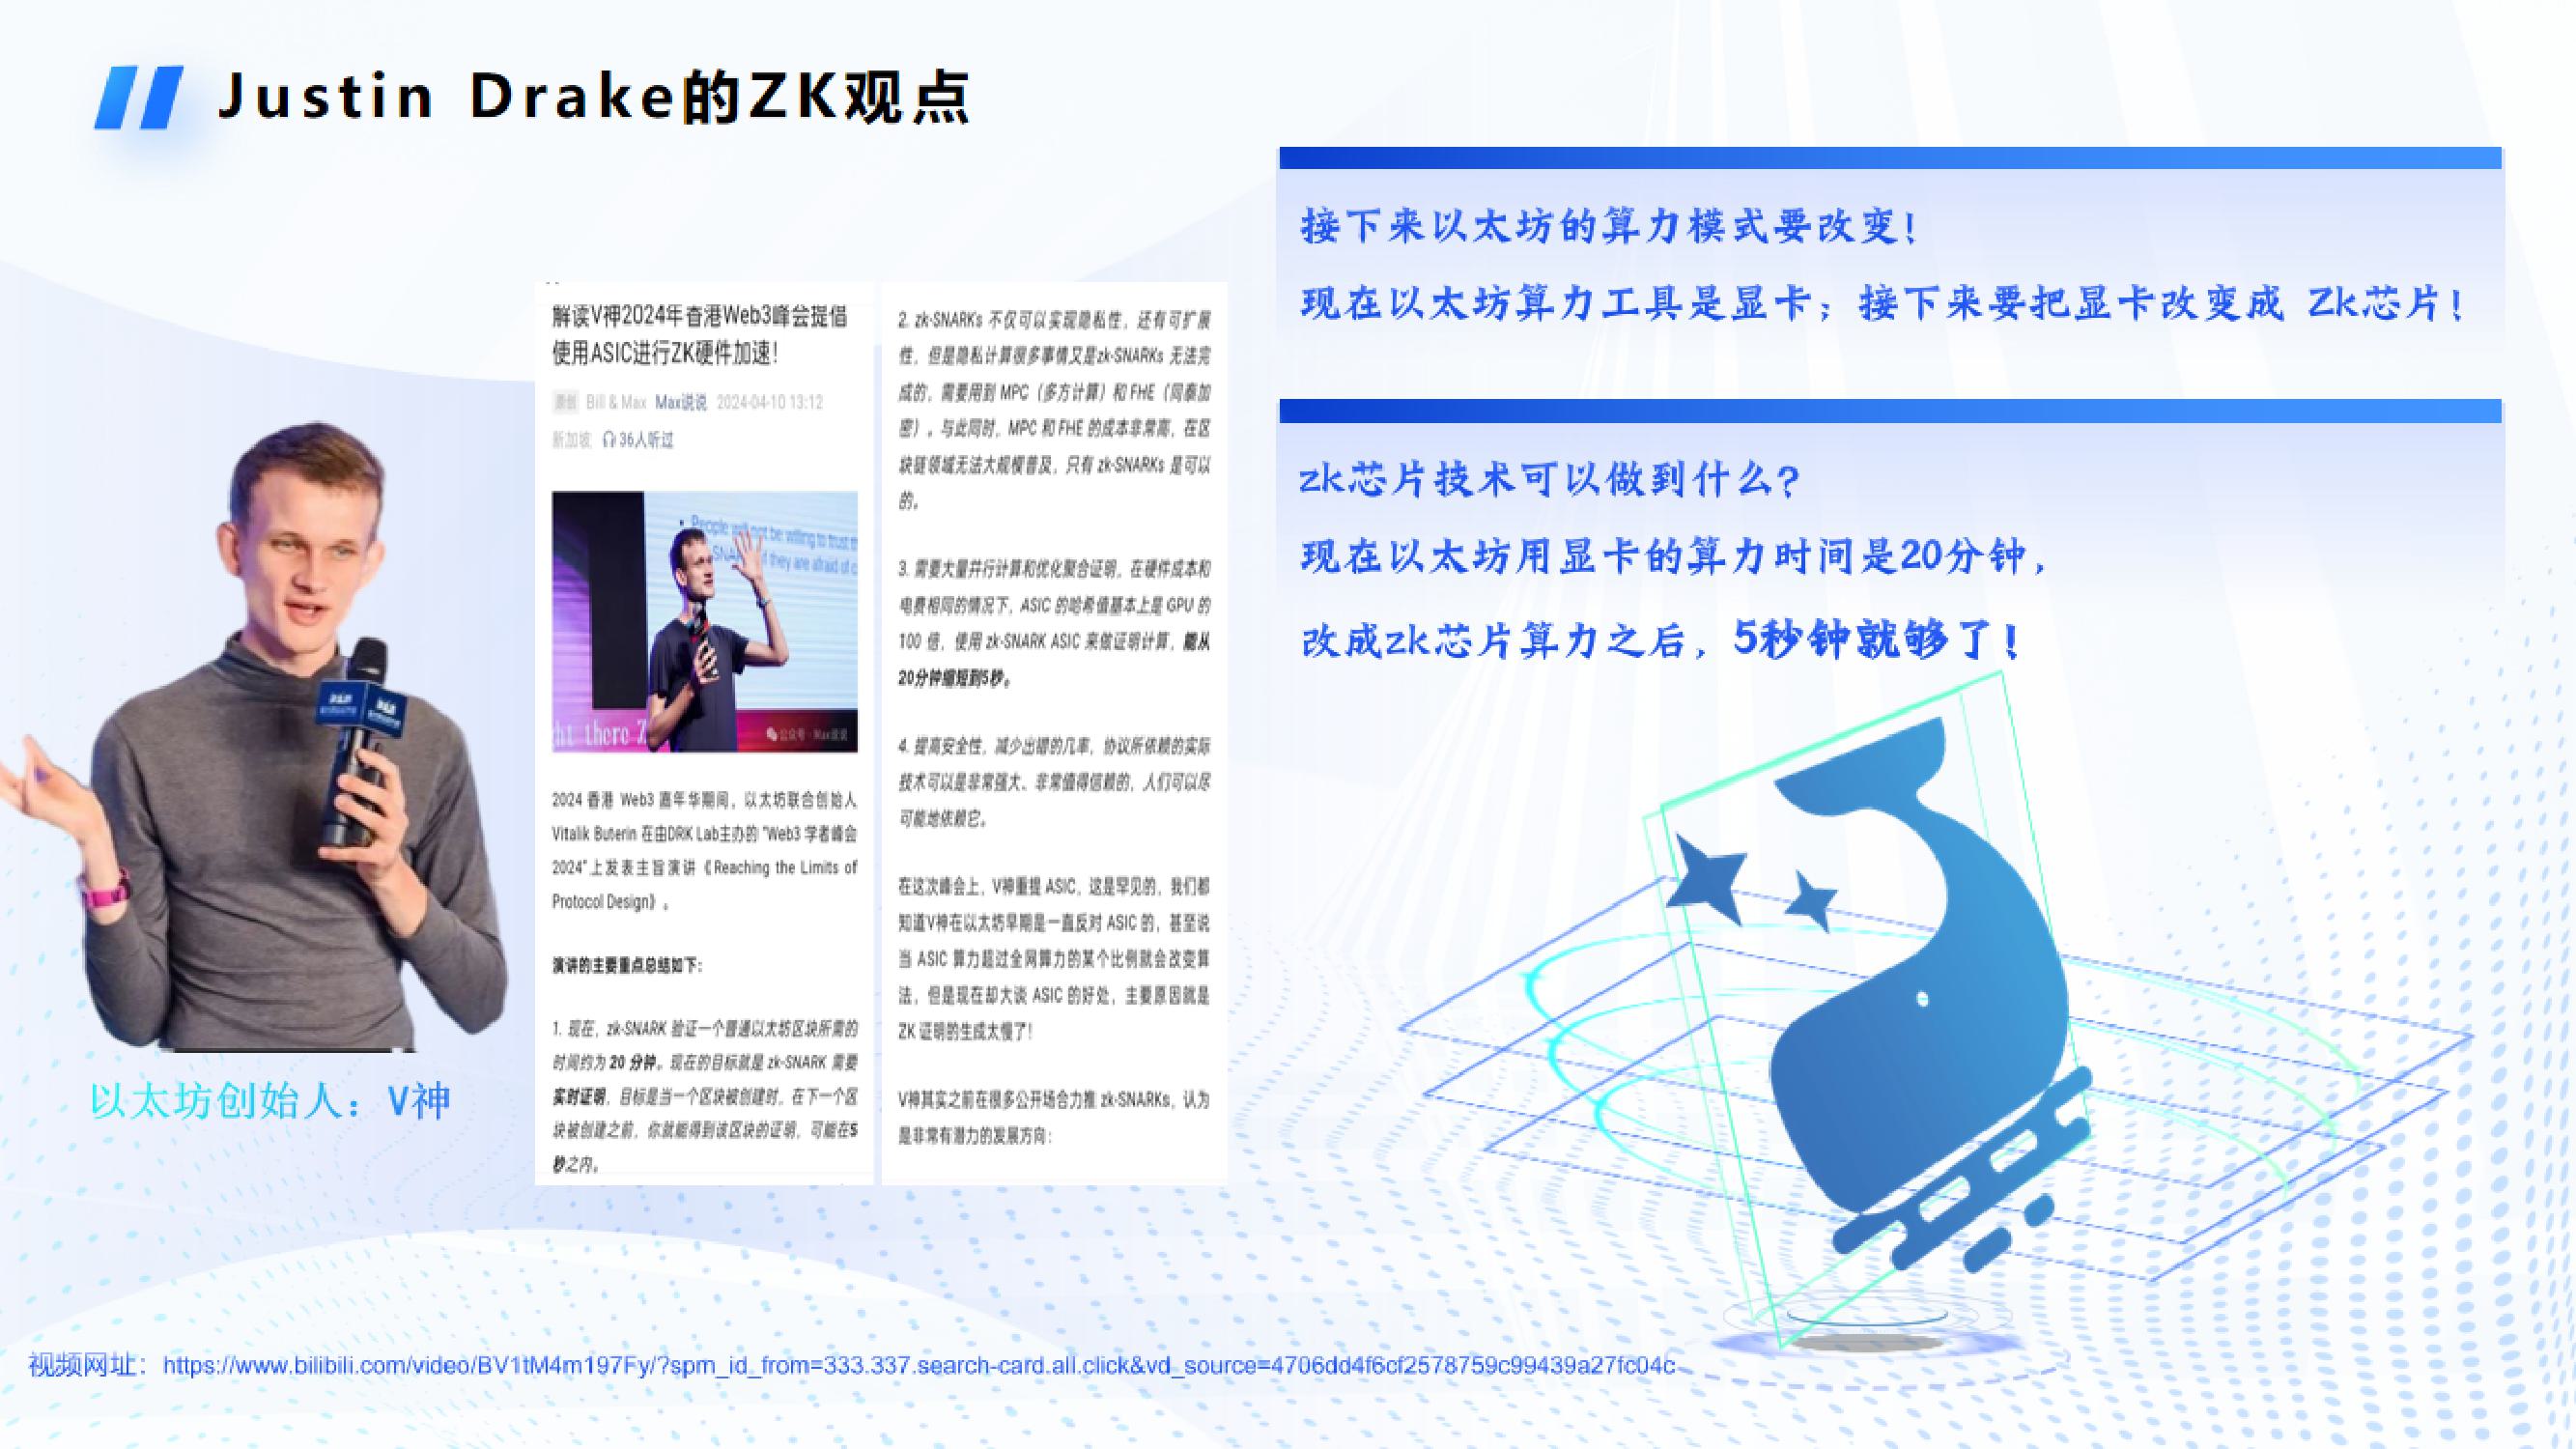 Justin Drake的ZK观点
解读V神2024年香港Web3峰会提倡
使用ASIC进行ZK硬件加速！
原创 Bill & Max Max说说 2024-04-10 13:12
新加坡 36人听过
People will not be willing to trust
SNA if they are afraid of
ht there Z
公众号 · Max说说
2024 香港 Web3 嘉年华期间，以太坊联合创始人
Vitalik Buterin 在由DRK Lab主办的 “Web3 学者峰会
2024”上发表主旨演讲《Reaching the Limits of
Protocol Design》。
演讲的主要重点总结如下：
1. 现在，zk-SNARK 验证一个普通以太坊区块所需的
时间约为 20 分钟。现在的目标就是 zk-SNARK 需要
实时证明，目标是当一个区块被创建时，在下一个区
块被创建之前，你就能得到该区块的证明，可能在5
秒之内。
2. zk-SNARKs 不仅可以实现隐私性，还有可扩展
性，但是隐私计算很多事情又是zk-SNARKs 无法完
成的，需要用到 MPC（多方计算）和 FHE（同泰加
密）。与此同时，MPC 和 FHE 的成本非常高，在区
块链领域无法大规模普及，只有 zk-SNARKs 是可以
的。
3. 需要大量并行计算和优化聚合证明，在硬件成本和
电费相同的情况下，ASIC 的哈希值基本上是 GPU 的
100 倍，使用 zk-SNARK ASIC 来做证明计算，能从
20分钟缩短到5秒。
4. 提高安全性，减少出错的几率，协议所依赖的实际
技术可以是非常强大、非常值得信赖的，人们可以尽
可能地依赖它。
在这次峰会上，V神重提 ASIC，这是罕见的，我们都
知道V神在以太坊早期是一直反对 ASIC 的，甚至说
当 ASIC 算力超过全网算力的某个比例就会改变算
法，但是现在却大谈 ASIC 的好处，主要原因就是
ZK 证明的生成太慢了！
V神其实之前在很多公开场合力推 zk-SNARKs，认为
是非常有潜力的发展方向：
以太坊创始人：V神
接下来以太坊的算力模式要改变！
现在以太坊算力工具是显卡；接下来要把显卡改变成 Zk芯片！
zk芯片技术可以做到什么？
现在以太坊用显卡的算力时间是20分钟，
改成zk芯片算力之后，5秒钟就够了！
视频网址：https://www.bilibili.com/video/BV1tM4m197Fy/?spm_id_from=333.337.search-card.all.click&vd_source=4706dd4f6cf2578759c99439a27fc04c